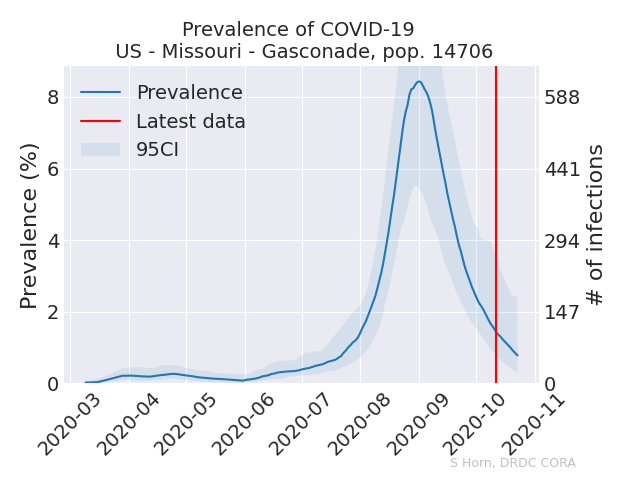 Prevalence of COVID-19
US - Missouri - Gasconade, pop. 14706
Prevalence
Latest data
95CI
Prevalence (%)
8
6
4
2
0
588
441
294
147
0
# of infections
2020-03
2020-04
2020-05
2020-06
2020-07
2020-08
2020-09
2020-10
2020-11
S Horn, DRDC CORA